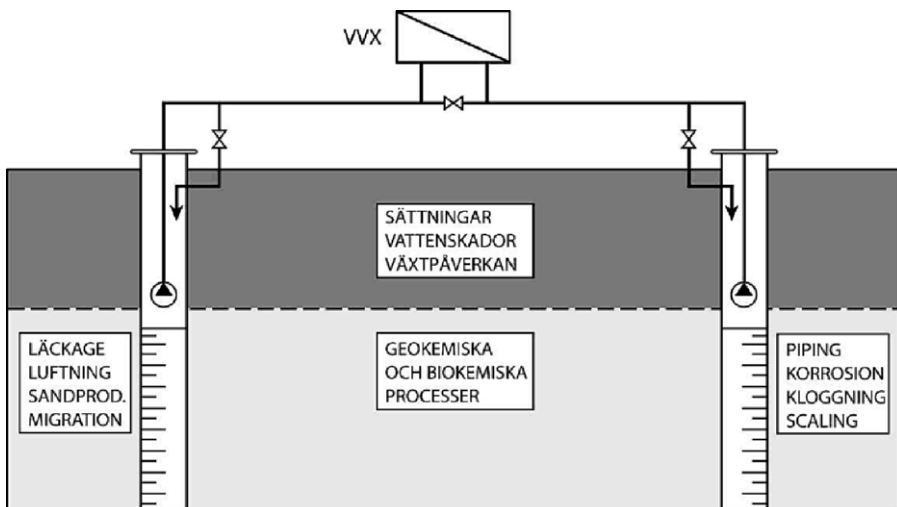 VVX
SÄTTNINGAR
VATTENSKADOR
VÄXTPÅVERKAN
LÄCKAGE
LUFTNING
SANDPROD.
MIGRATION
GEOKEMISKA
OCH BIOKEMISKA
PROCESSER
PIPING
KORROSION
KLOGGNING
SCALING